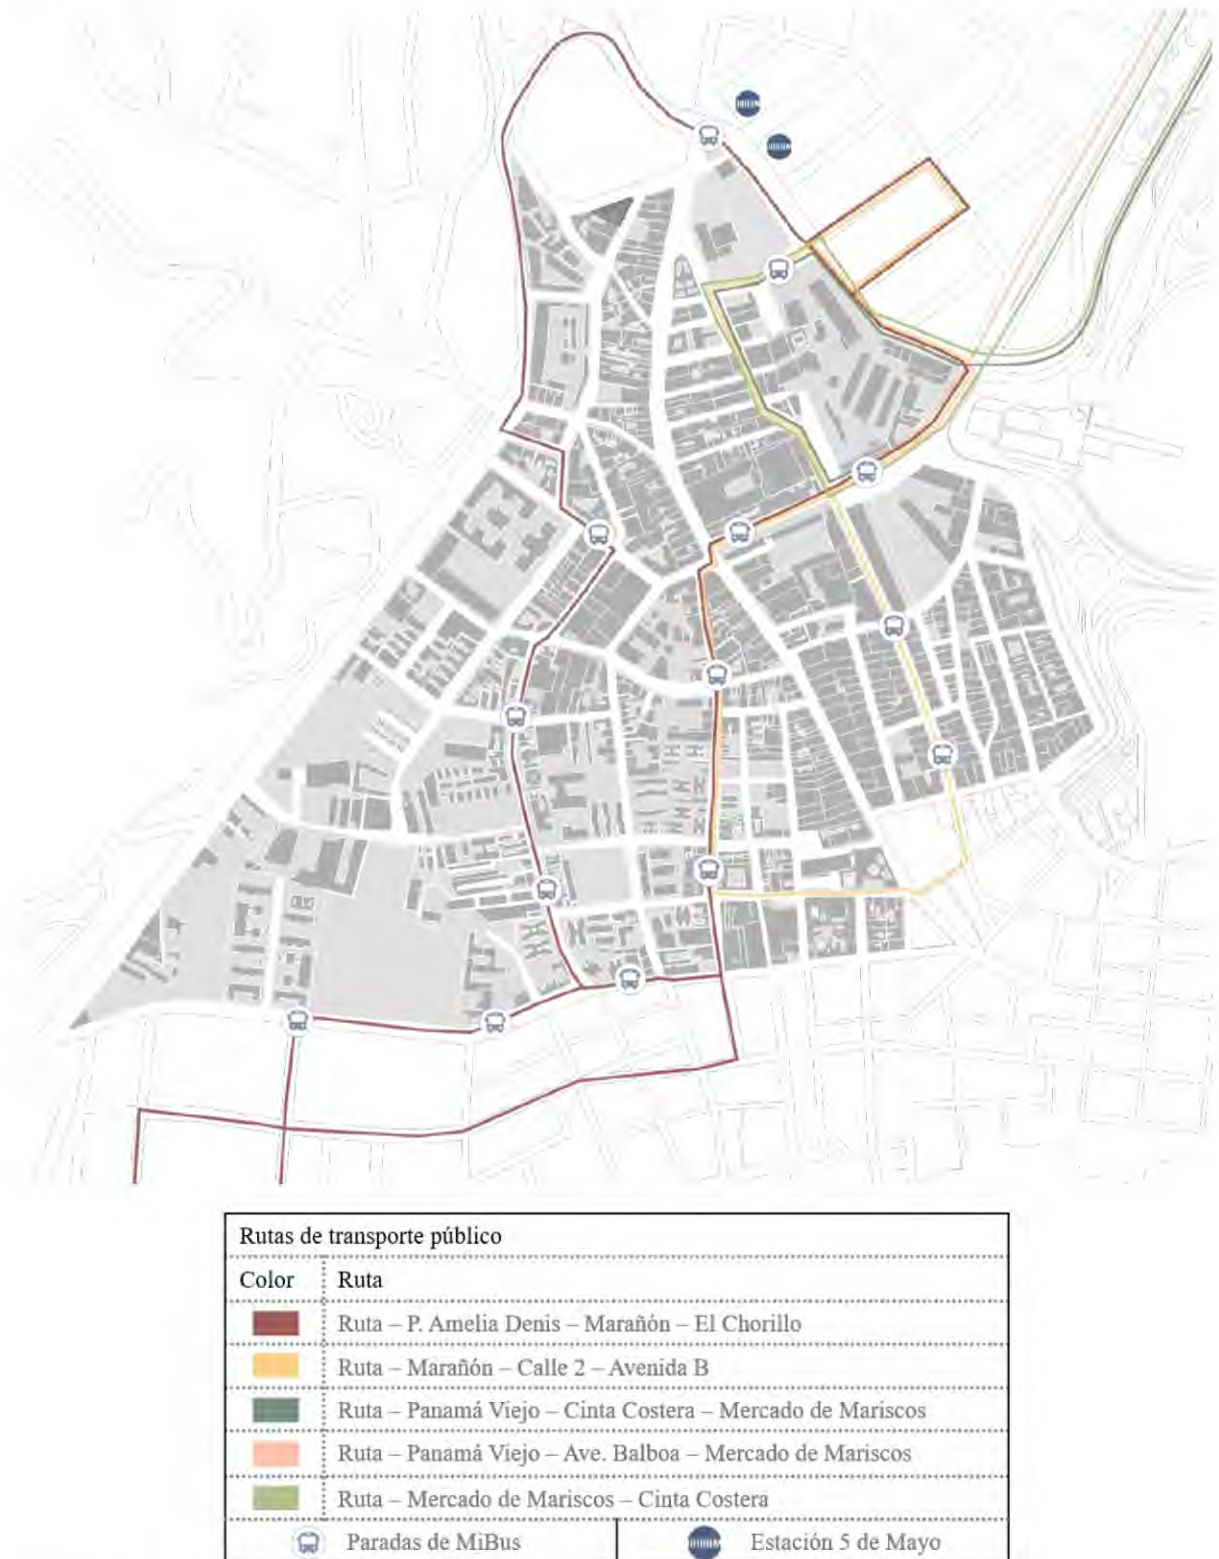 Rutas de transporte público
Color Ruta
Ruta – P. Amelia Denis – Marañón – El Chorillo
Ruta – Marañón – Calle 2 – Avenida B
Ruta – Panamá Viejo – Cinta Costera – Mercado de Mariscos
Ruta – Panamá Viejo – Ave. Balboa – Mercado de Mariscos
Ruta – Mercado de Mariscos – Cinta Costera
Paradas de MiBus Estación 5 de Mayo